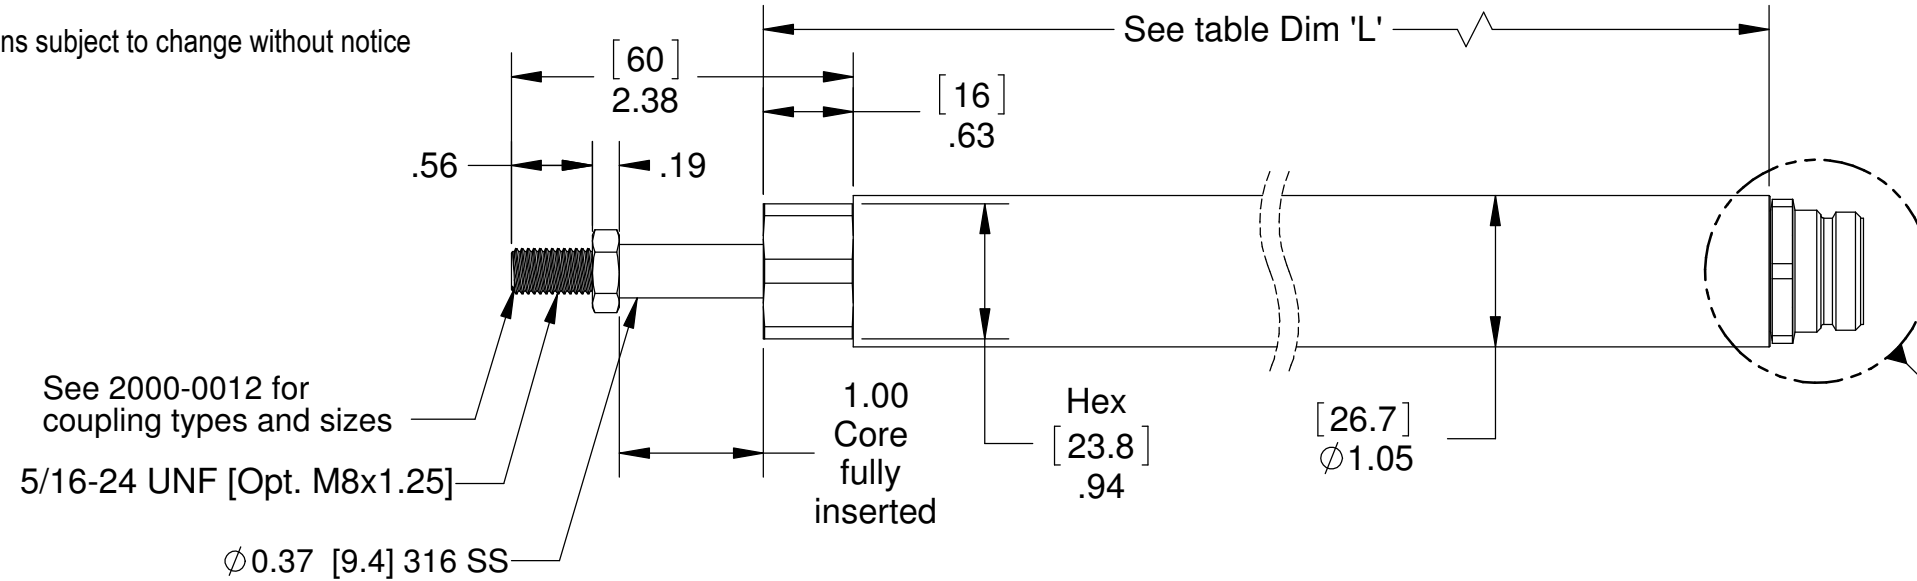 ns subject to change without notice
See table Dim 'L'
[60]
2.38
[16]
.63
.56
.19
See 2000-0012 for
coupling types and sizes
5/16-24 UNF [Opt. M8x1.25]
∅0.37 [9.4] 316 SS
1.00
Core
fully
inserted
Hex
[23.8]
.94
[26.7]
∅1.05